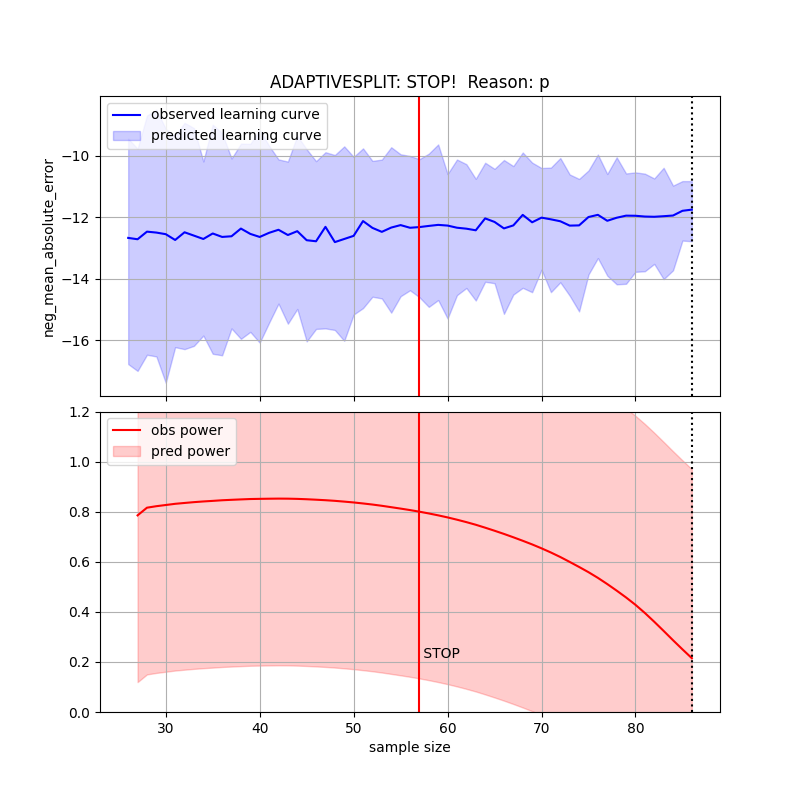 ADAPTIVESPLIT: STOP!  Reason: p
observed learning curve
predicted learning curve
neg_mean_absolute_error
−10
−12
−14
−16
obs power
pred power
1.2
1.0
0.8
0.6
0.4
0.2
0.0
STOP
30 40 50 60 70 80
sample size